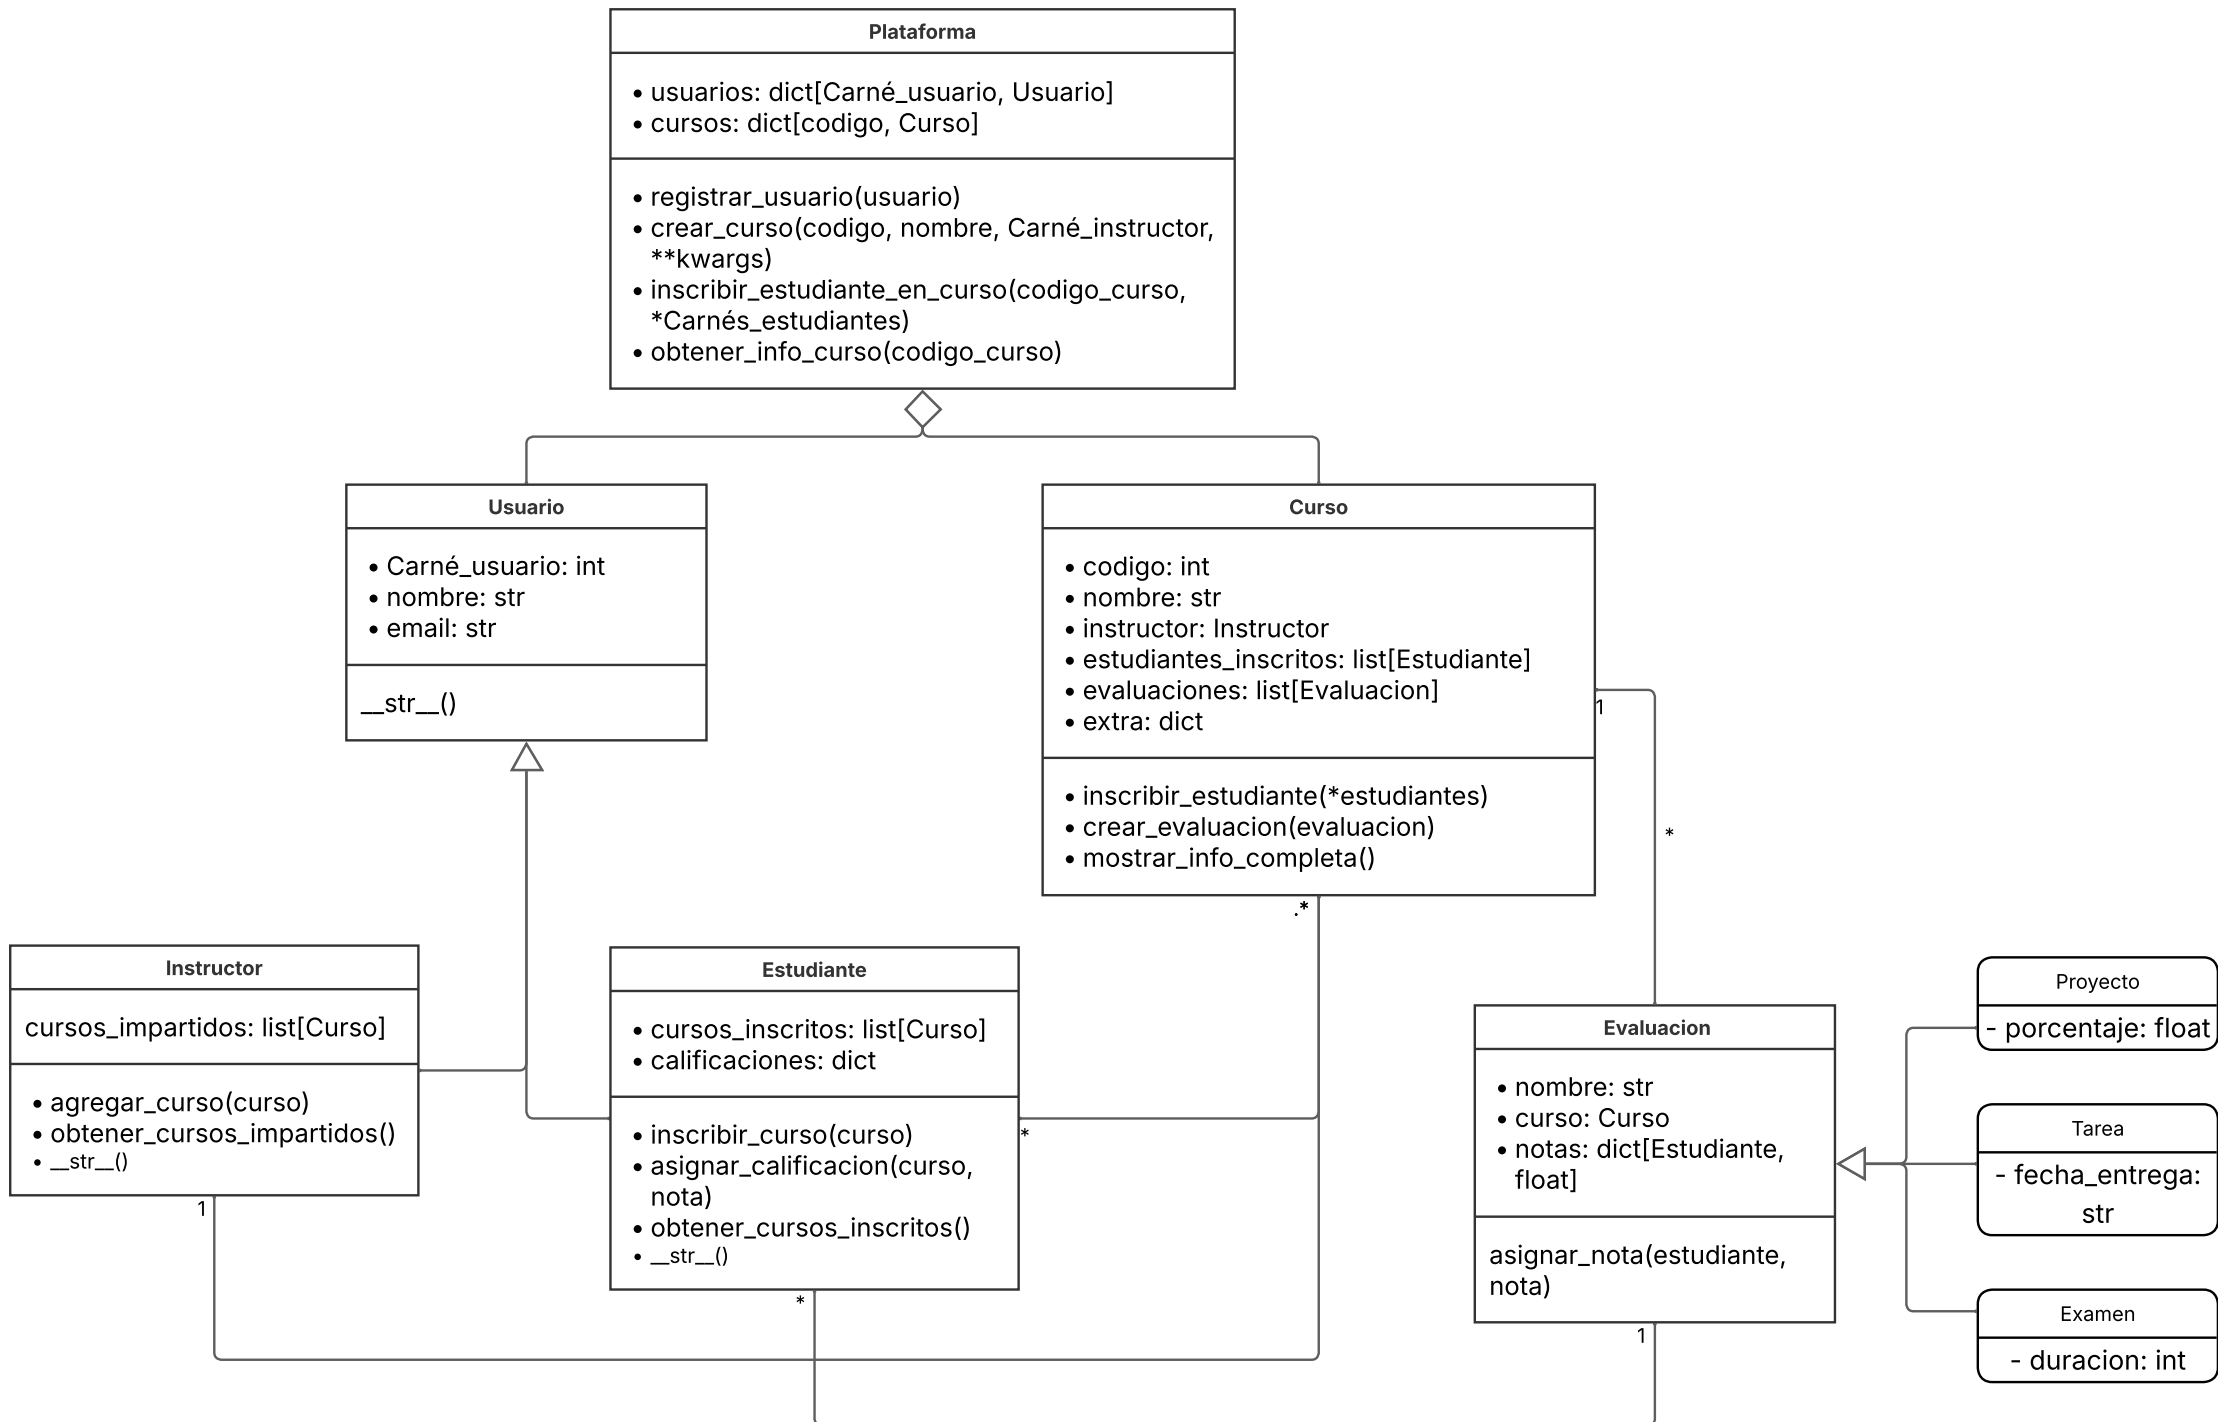 Plataforma
• usuarios: dict[Carné_usuario, Usuario]
• cursos: dict[codigo, Curso]
• registrar_usuario(usuario)
• crear_curso(codigo, nombre, Carné_instructor,
**kwargs)
• inscribir_estudiante_en_curso(codigo_curso,
*Carnés_estudiantes)
• obtener_info_curso(codigo_curso)
Usuario
• Carné_usuario: int
• nombre: str
• email: str
__str__()
Curso
• codigo: int
• nombre: str
• instructor: Instructor
• estudiantes_inscritos: list[Estudiante]
• evaluaciones: list[Evaluacion]
• extra: dict
• inscribir_estudiante(*estudiantes)
• crear_evaluacion(evaluacion)
• mostrar_info_completa()
1
*
.*
Instructor
cursos_impartidos: list[Curso]
• agregar_curso(curso)
• obtener_cursos_impartidos()
• __str__()
1
Estudiante
• cursos_inscritos: list[Curso]
• calificaciones: dict
• inscribir_curso(curso)
• asignar_calificacion(curso,
nota)
• obtener_cursos_inscritos()
• __str__()
*
*
Evaluacion
• nombre: str
• curso: Curso
• notas: dict[Estudiante,
float]
asignar_nota(estudiante,
nota)
1
Proyecto
- porcentaje: float
Tarea
- fecha_entrega:
str
Examen
- duracion: int